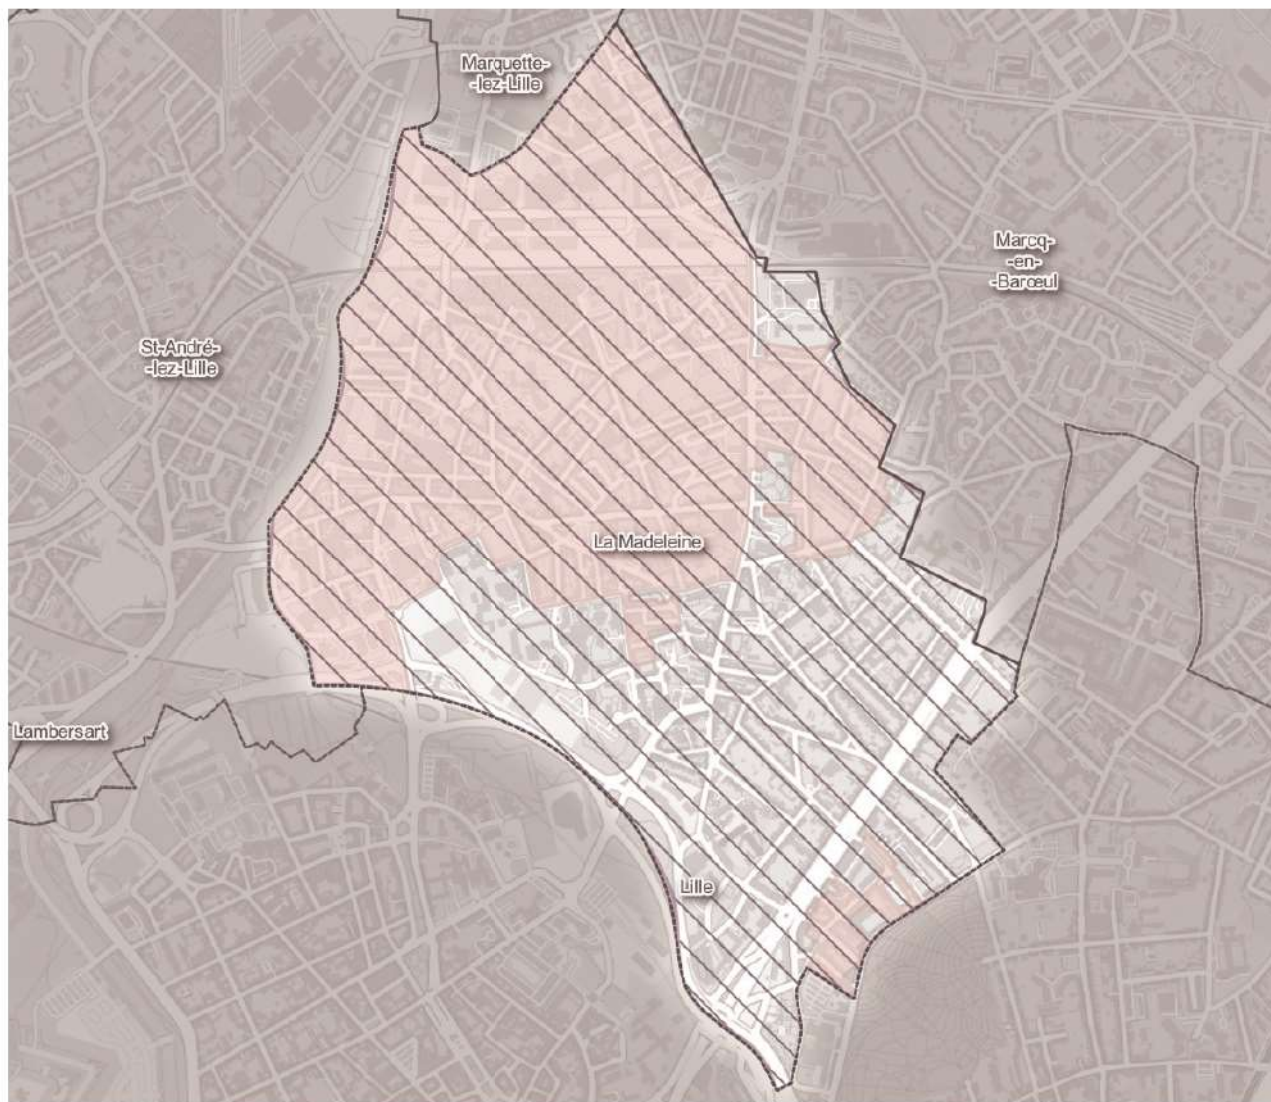 Marquette-
-lez-Lille
Marcq-
-en-
-Barœul
St-André-
-lez-Lille
La Madeleine
Lambersart
Lille